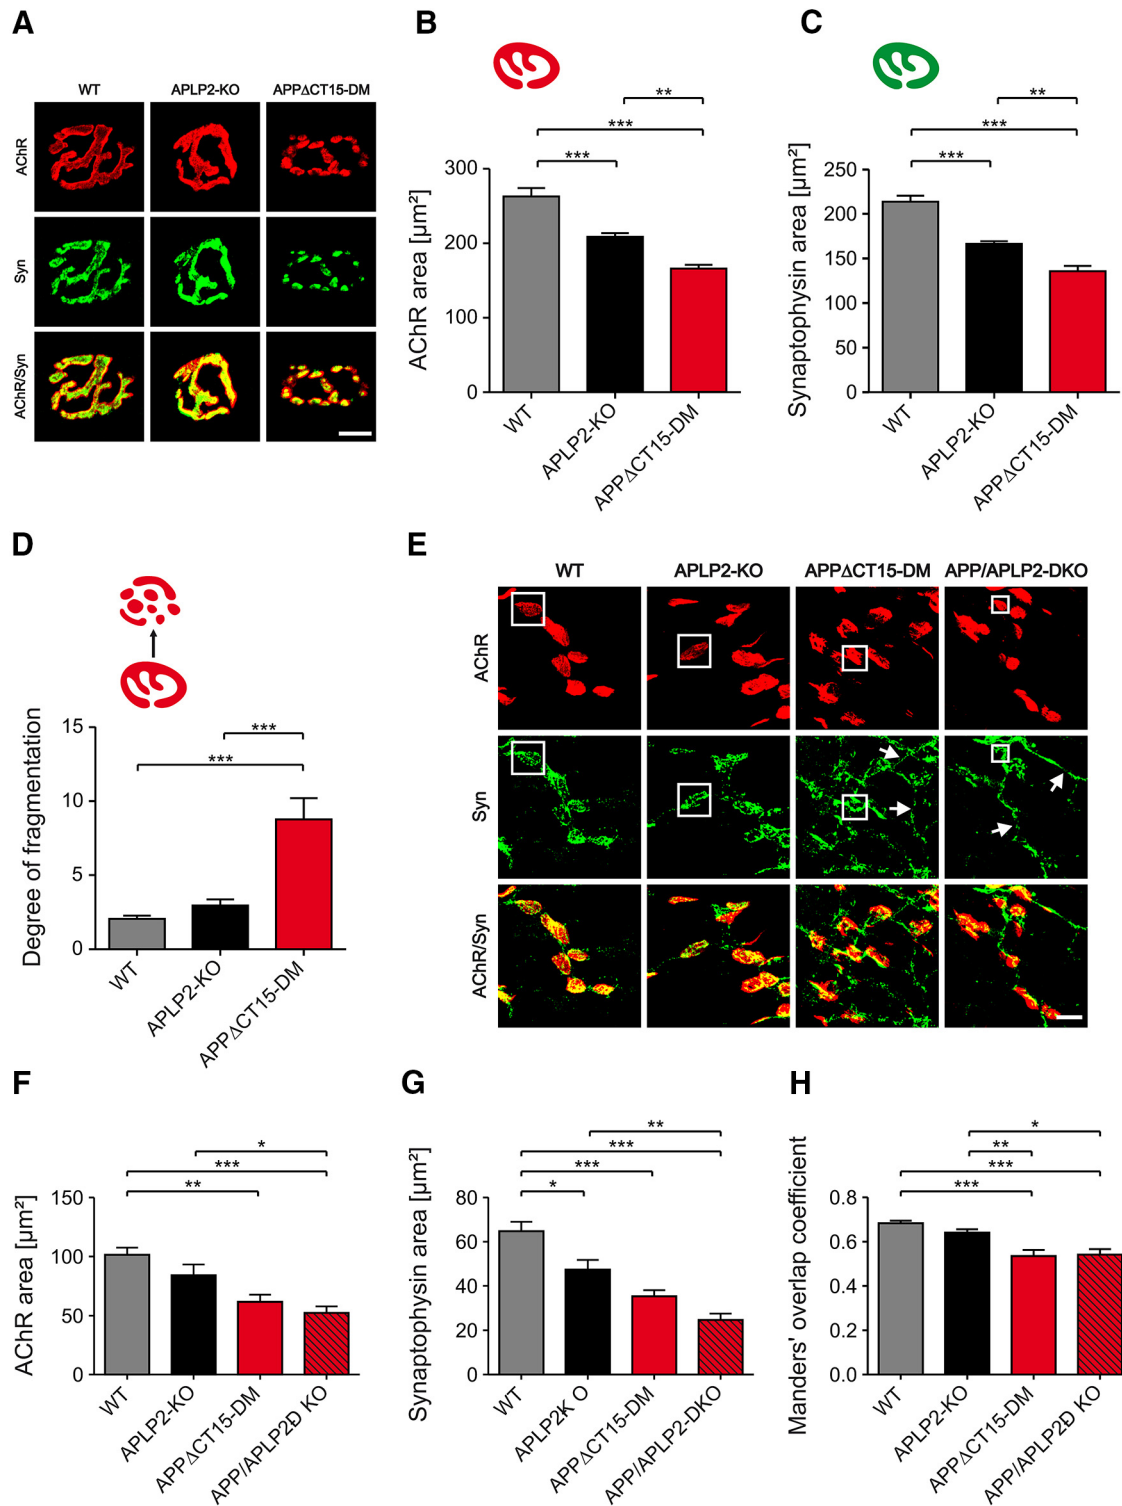 A
WT APLP2-KO APPΔCT15-DM
AChR
Syn
AChR/Syn
B
**
***
***
AChR area [µm²]
300
200
100
0
WT
APLP2-KO
APPΔCT15-DM
C
**
***
***
Synaptophysin area [µm²]
250
200
150
100
50
0
WT
APLP2-KO
APPΔCT15-DM
D
***
***
Degree of fragmentation
15
10
5
0
WT
APLP2-KO
APPΔCT15-DM
E
WT APLP2-KO APPΔCT15-DM APP/APLP2-DKO
AChR
Syn
AChR/Syn
F
*
***
**
AChR area [µm²]
150
100
50
0
WT
APLP2-KO
APPΔCT15-DM
APP/APLP2Đ KO
G
**
***
***
*
Synaptophysin area [µm²]
80
60
40
20
0
WT
APLP2K O
APPΔCT15-DM
APP/APLP2-DKO
H
*
**
***
***
Manders' overlap coefficient
0.8
0.6
0.4
0.2
0.0
WT
APLP2-KO
APPΔCT15-DM
APP/APLP2Đ KO